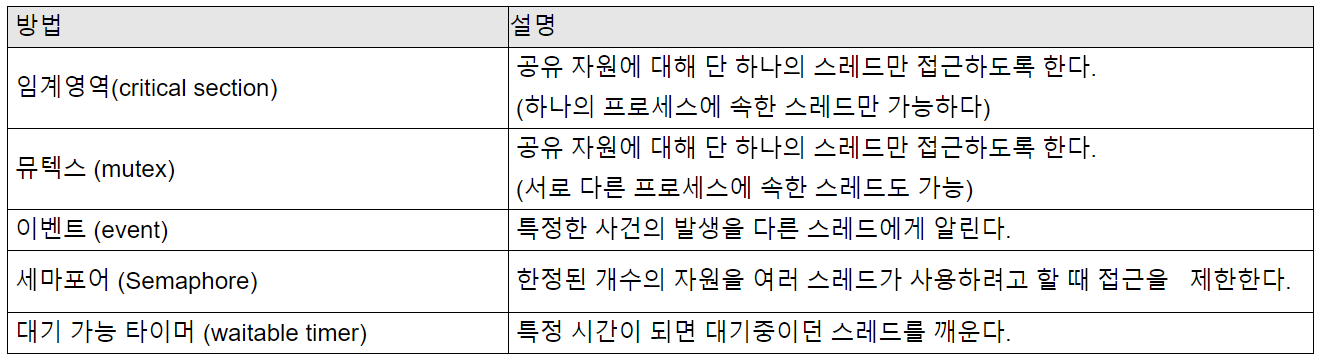 방법 설명
임계영역(critical section)
공유 자원에 대해 단 하나의 스레드만 접근하도록 한다.
(하나의 프로세스에 속한 스레드만 가능하다)
뮤텍스 (mutex)
공유 자원에 대해 단 하나의 스레드만 접근하도록 한다.
(서로 다른 프로세스에 속한 스레드도 가능)
이벤트 (event) 특정한 사건의 발생을 다른 스레드에게 알린다.
세마포어 (Semaphore) 한정된 개수의 자원을 여러 스레드가 사용하려고 할 때 접근을 제한한다.
대기 가능 타이머 (waitable timer) 특정 시간이 되면 대기중이던 스레드를 깨운다.